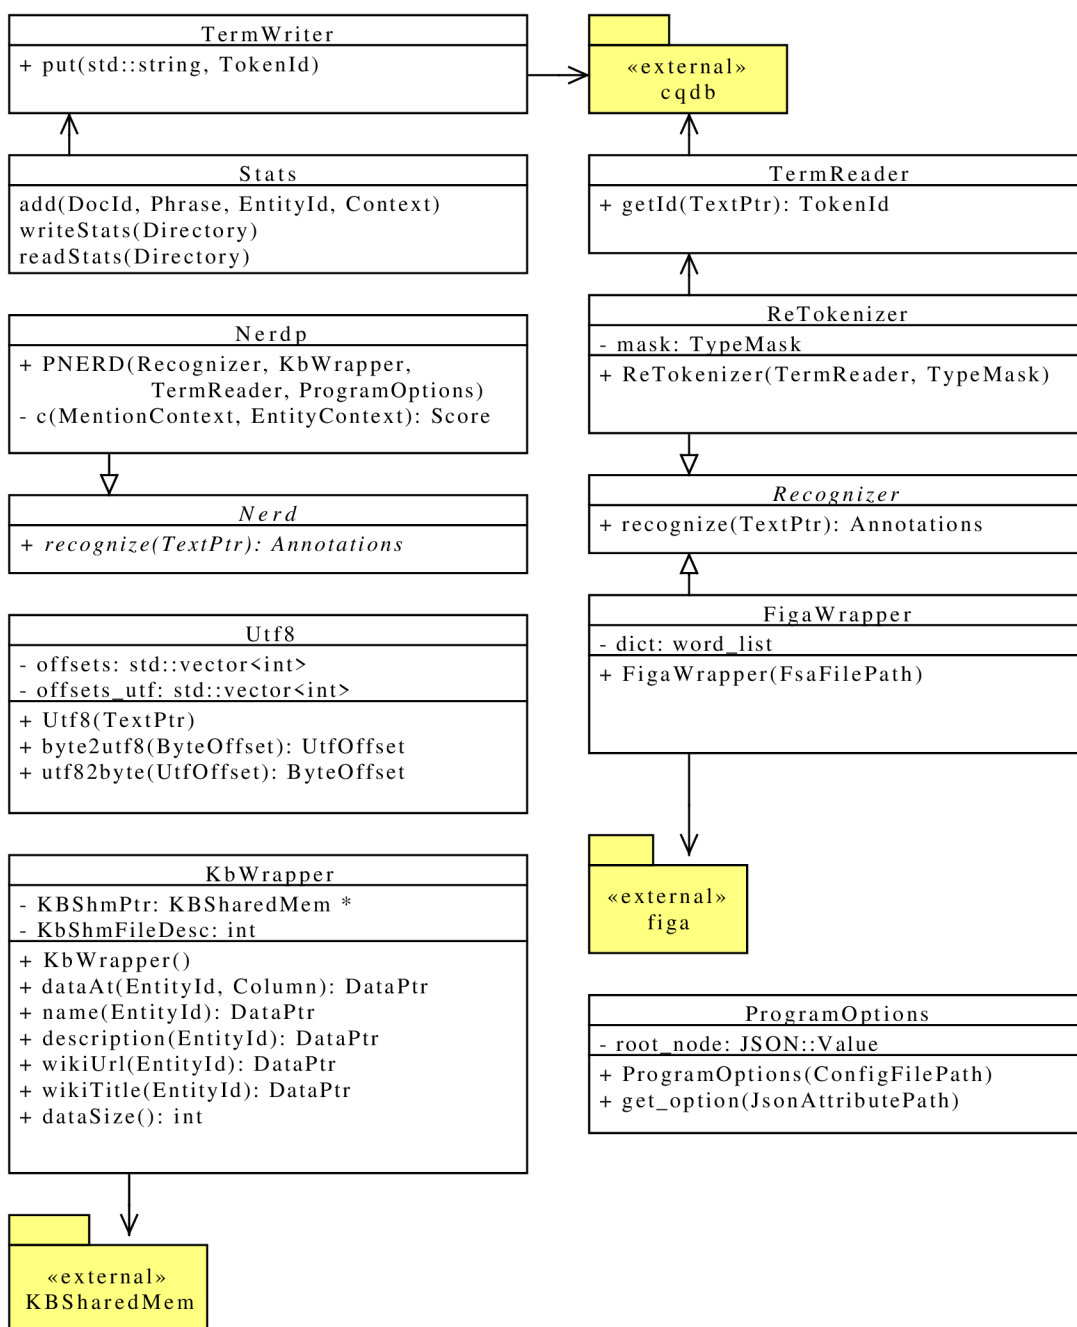 TermWriter
+ put(std::string, TokenId)
«external»
cqdb
Stats
add(DocId, Phrase, EntityId, Context)
writeStats(Directory)
readStats(Directory)
TermReader
+ getId(TextPtr): TokenId
Nerdp
+ PNERD(Recognizer, KbWrapper,
TermReader, ProgramOptions)
- c(MentionContext, EntityContext): Score
ReTokenizer
- mask: TypeMask
+ ReTokenizer(TermReader, TypeMask)
Nerd
+ recognize(TextPtr): Annotations
Recognizer
+ recognize(TextPtr): Annotations
Utf8
- offsets: std::vector<int>
- offsets_utf: std::vector<int>
+ Utf8(TextPtr)
+ byte2utf8(ByteOffset): UtfOffset
+ utf82byte(UtfOffset): ByteOffset
FigaWrapper
- dict: word_list
+ FigaWrapper(FsaFilePath)
KbWrapper
- KBShmPtr: KBSharedMem *
- KbShmFileDesc: int
+ KbWrapper()
+ dataAt(EntityId, Column): DataPtr
+ name(EntityId): DataPtr
+ description(EntityId): DataPtr
+ wikiUrl(EntityId): DataPtr
+ wikiTitle(EntityId): DataPtr
+ dataSize(): int
«external»
figa
ProgramOptions
- root_node: JSON::Value
+ ProgramOptions(ConfigFilePath)
+ get_option(JsonAttributePath)
«external»
KBSharedMem